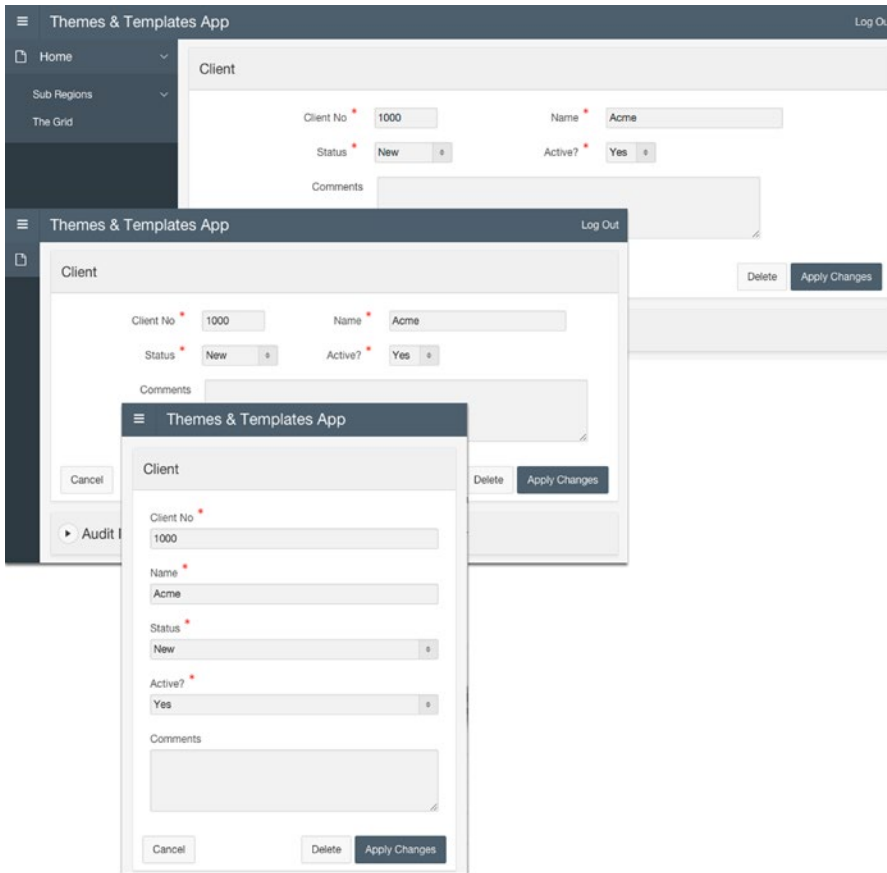 Themes & Templates App
Log Ou
Home
Client
Sub Regions
The Grid
Client No * 1000 Name * Acme
Status * New Active? * Yes
Comments
Delete Apply Changes
Themes & Templates App
Log Out
Client
Client No * 1000 Name * Acme
Status * New Active? * Yes
Comments
Cancel Delete Apply Changes
Audit I
Themes & Templates App
Client
Client No *
1000
Name *
Acme
Status *
New
Active? *
Yes
Comments
Cancel Delete Apply Changes